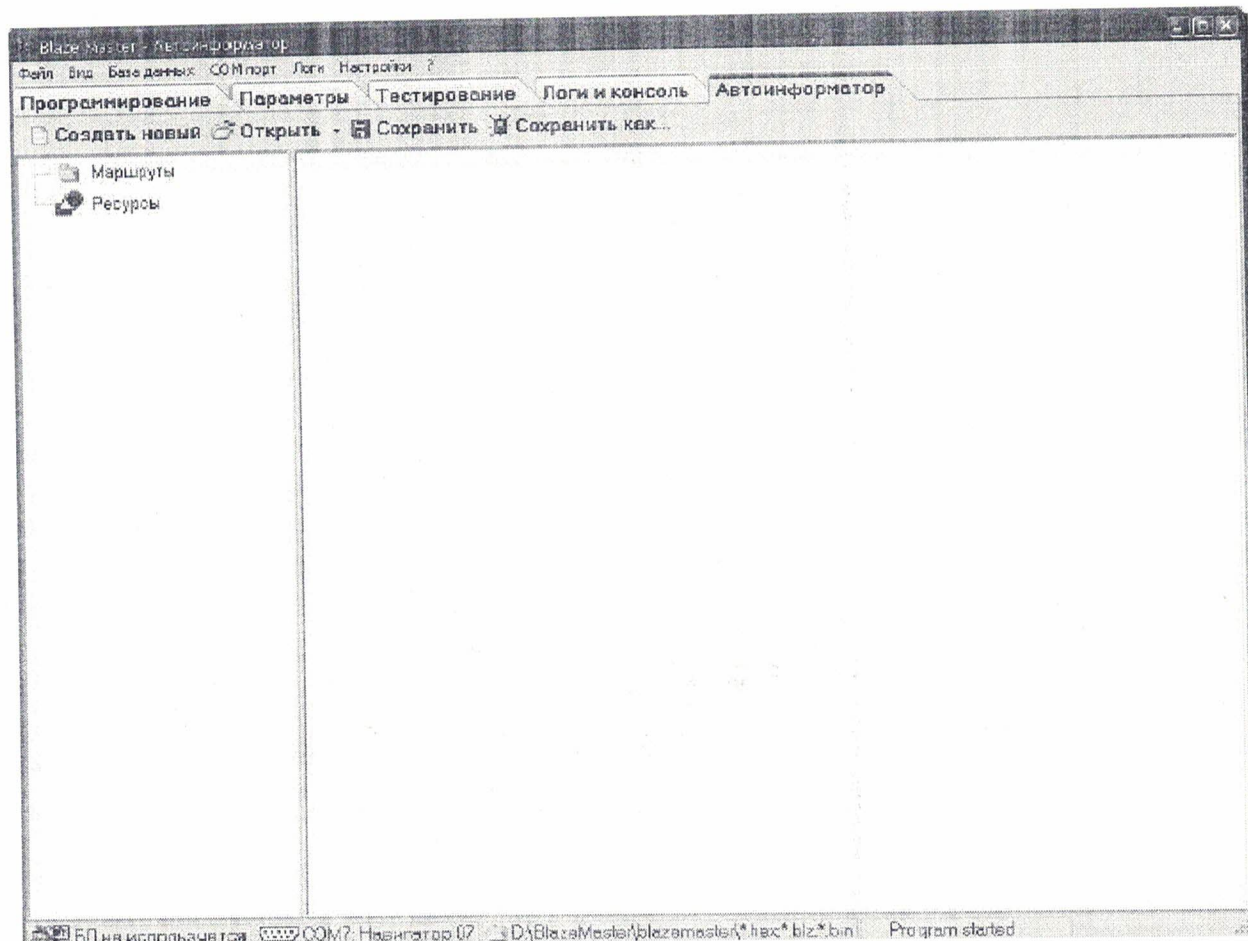 Blaze Master - Автоинформатор
Файл Вид База данных COM порт Логи Настройки ?
Программирование Параметры Тестирование Логи и консоль Автоинформатор
Создать новый Открыть Сохранить Сохранить как...
Маршруты
Ресурсы
БД не используется COM7: Навигатор 07 D:\BlazeMaster\blazemaster\*.hex*.blz*.bin Program started